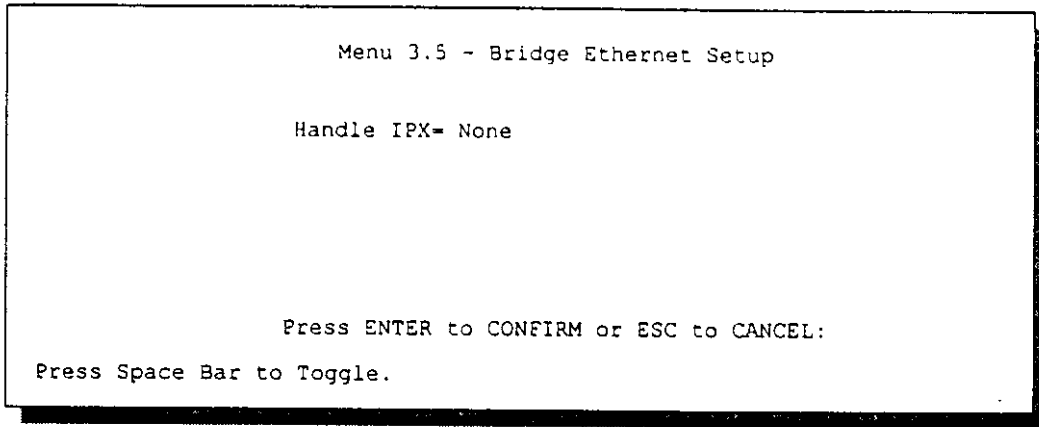 Menu 3.5 - Bridge Ethernet Setup
Handle IPX= None
Press ENTER to CONFIRM or ESC to CANCEL:
Press Space Bar to Toggle.